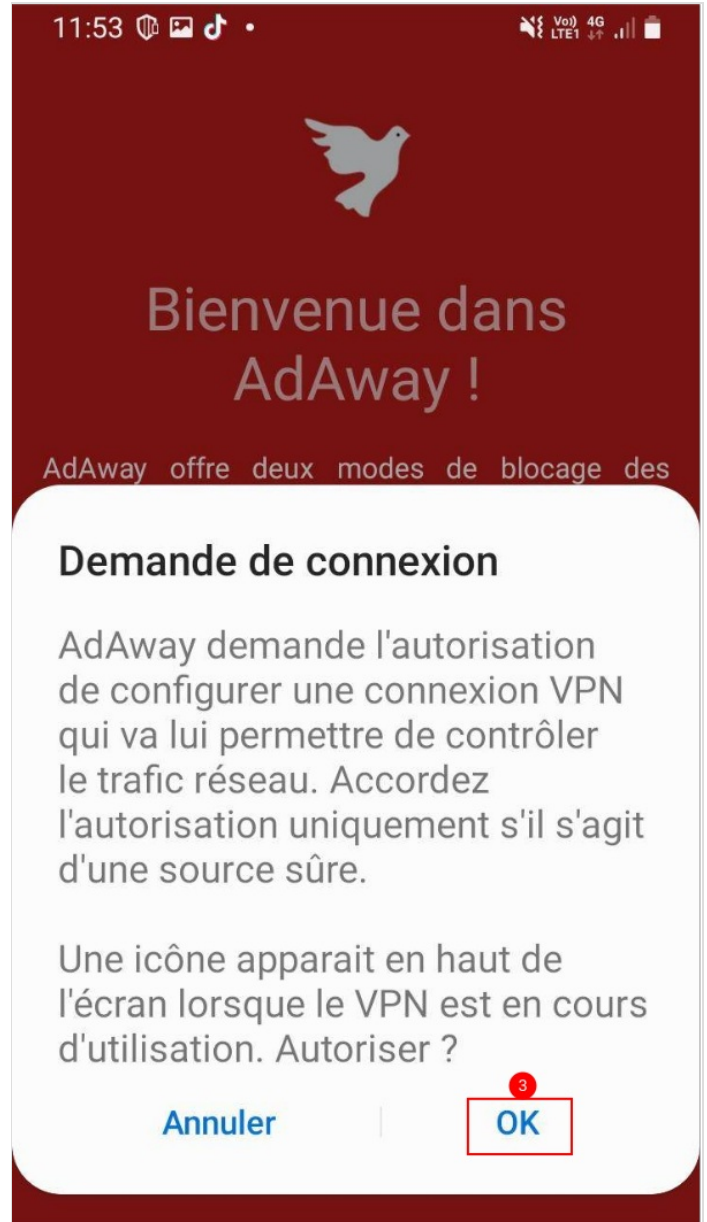 11:53
Vo) 4G
LTE1
Bienvenue dans
AdAway !
AdAway offre deux modes de blocage des
Demande de connexion
AdAway demande l'autorisation
de configurer une connexion VPN
qui va lui permettre de contrôler
le trafic réseau. Accordez
l'autorisation uniquement s'il s'agit
d'une source sûre.
Une icône apparait en haut de
l'écran lorsque le VPN est en cours
d'utilisation. Autoriser ?
3
Annuler OK